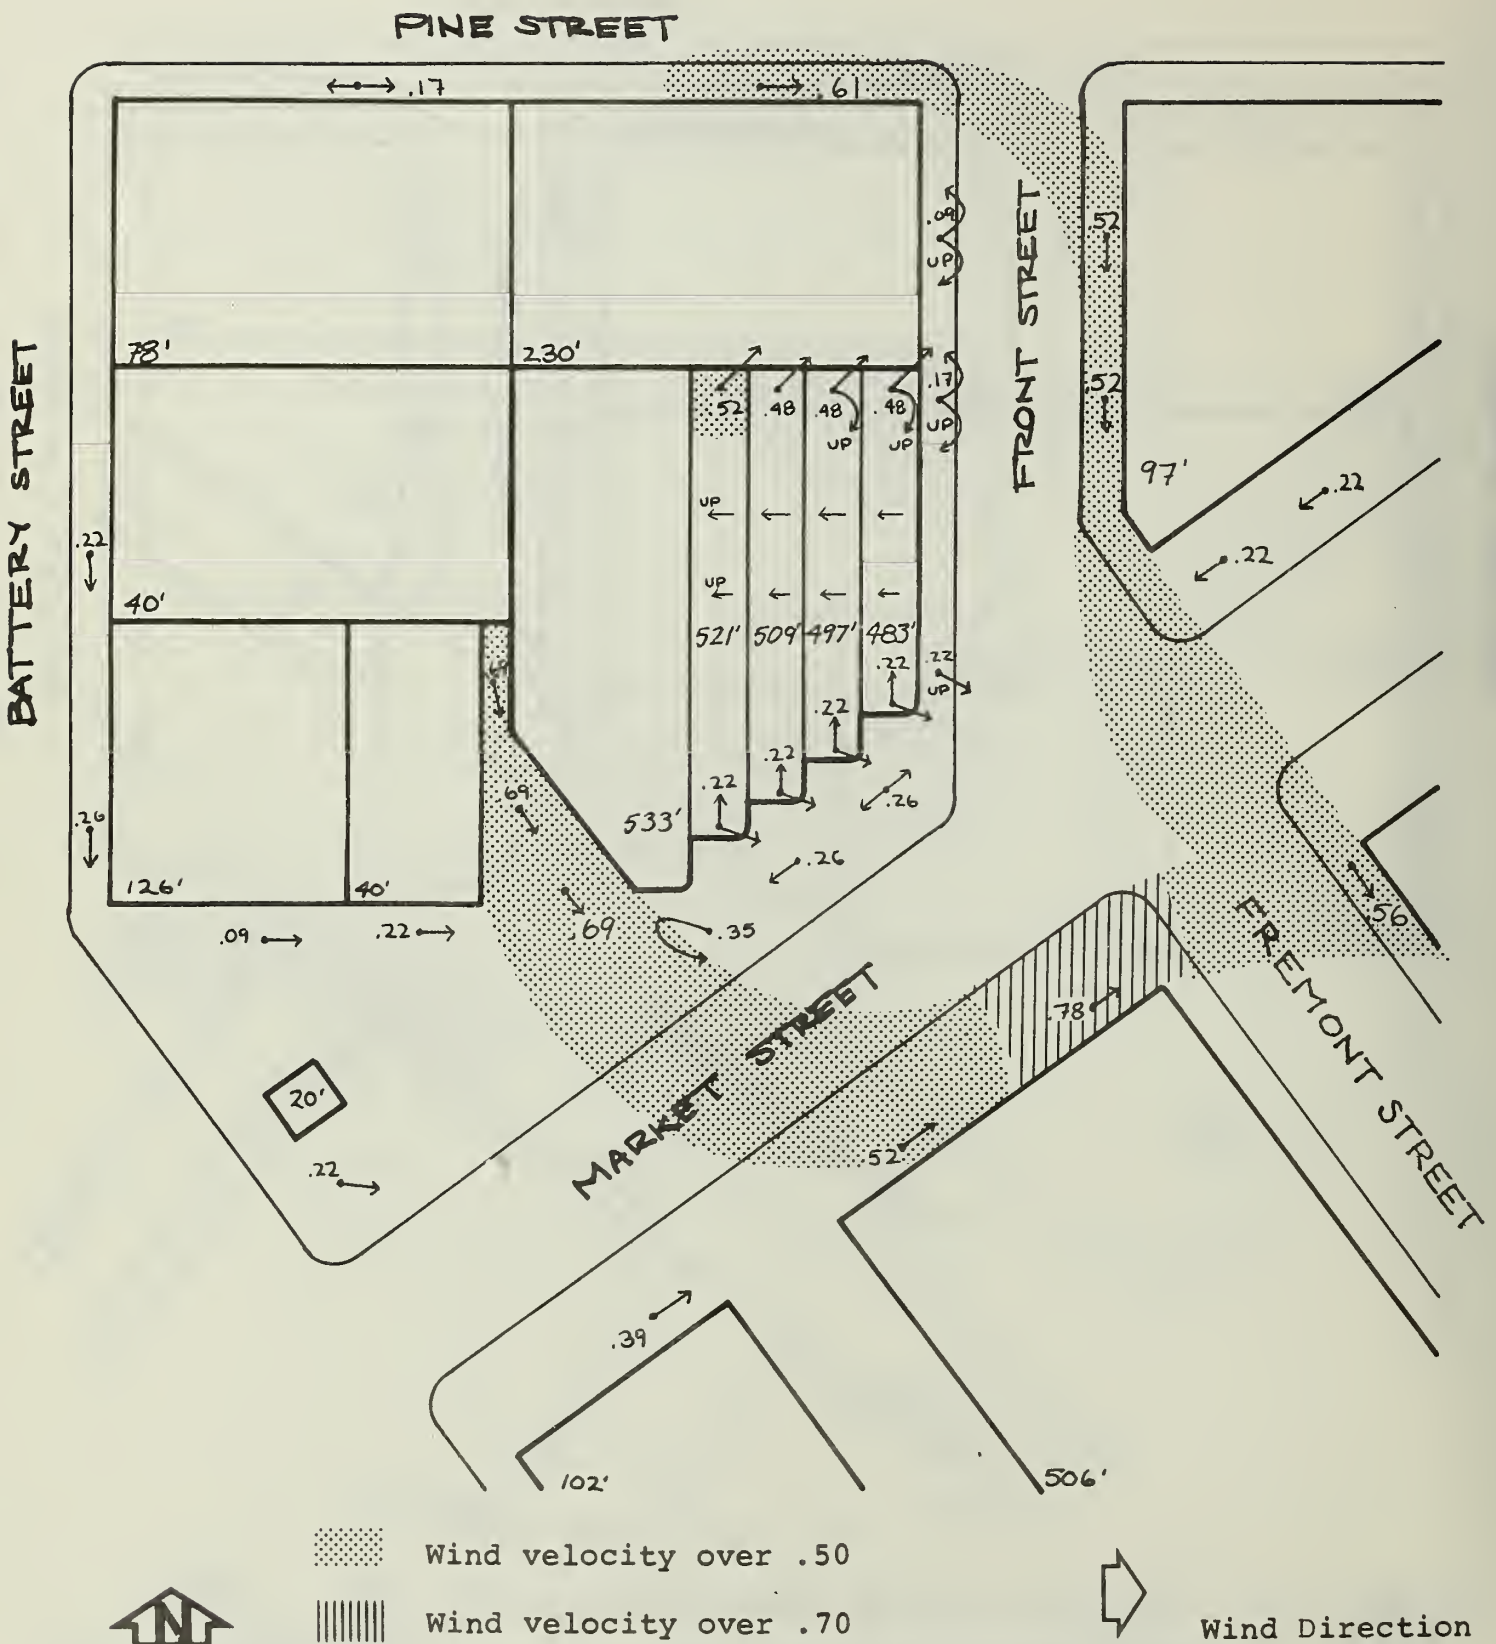 PINE STREET
.17
.61
.09
UP
.52
FRONT STREET
BATTERY STREET
78'
230'
.52
.48
.48
.48
.17
UP
UP
UP
.52
97'
.22
.22
UP
.22
UP
40'
521'
509'
497'
483'
.22
.22
UP
.22
.22
.22
.69
533'
.26
.26
.26
126'
40'
.69
.35
.09
.22
.56
FREMONT STREET
MARKET STREET
.78
20'
.22
.52
.39
102'
506'
Wind velocity over .50
N
Wind velocity over .70
Wind Direction